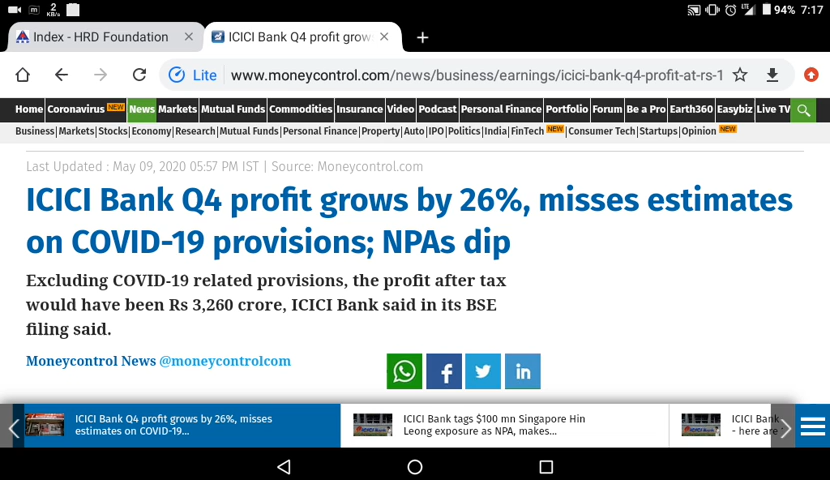 2
KB/s
94% 7:17
Index - HRD Foundation
ICICI Bank Q4 profit grow
Lite www.moneycontrol.com/news/business/earnings/icici-bank-q4-profit-at-rs-1
Home Coronavirus NEW News Markets Mutual Funds Commodities Insurance Video Podcast Personal Finance Portfolio Forum Be a Pro Earth360 Easybiz Live TV
Business| Markets| Stocks| Economy| Research| Mutual Funds| Personal Finance| Property| Auto| IPO| Politics| India| FinTech NEW | Consumer Tech| Startups| Opinion NEW
Last Updated : May 09, 2020 05:57 PM IST | Source: Moneycontrol.com
ICICI Bank Q4 profit grows by 26%, misses estimates
on COVID-19 provisions; NPAs dip
Excluding COVID-19 related provisions, the profit after tax
would have been Rs 3,260 crore, ICICI Bank said in its BSE
filing said.
Moneycontrol News @moneycontrolcom
ICICI Bank Q4 profit grows by 26%, misses
estimates on COVID-19...
ICICI Bank tags $100 mn Singapore Hin
Leong exposure as NPA, makes...
ICICI Bank
- here are